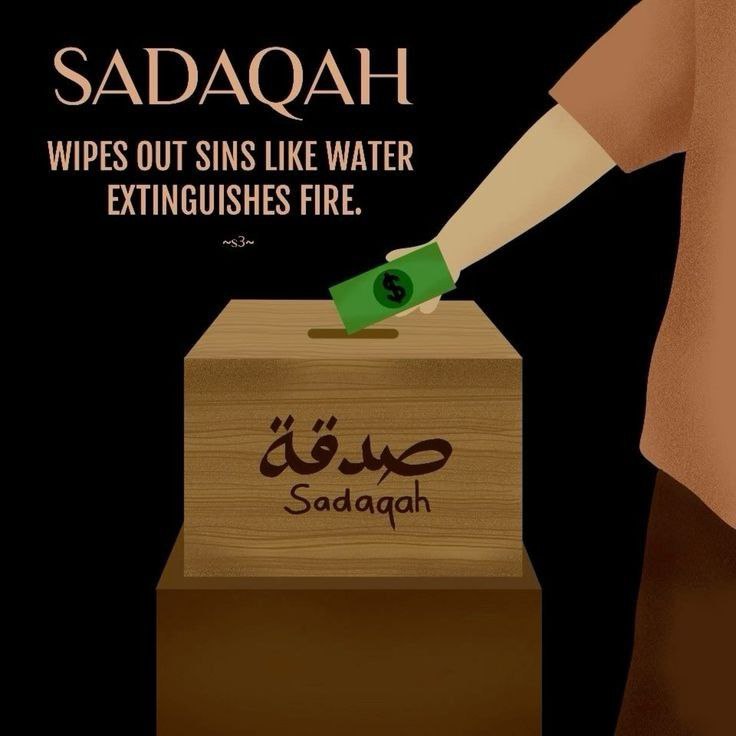 SADAQAH
WIPES OUT SINS LIKE WATER
EXTINGUISHES FIRE.
~s3~
$
صدقة
Sadaqah